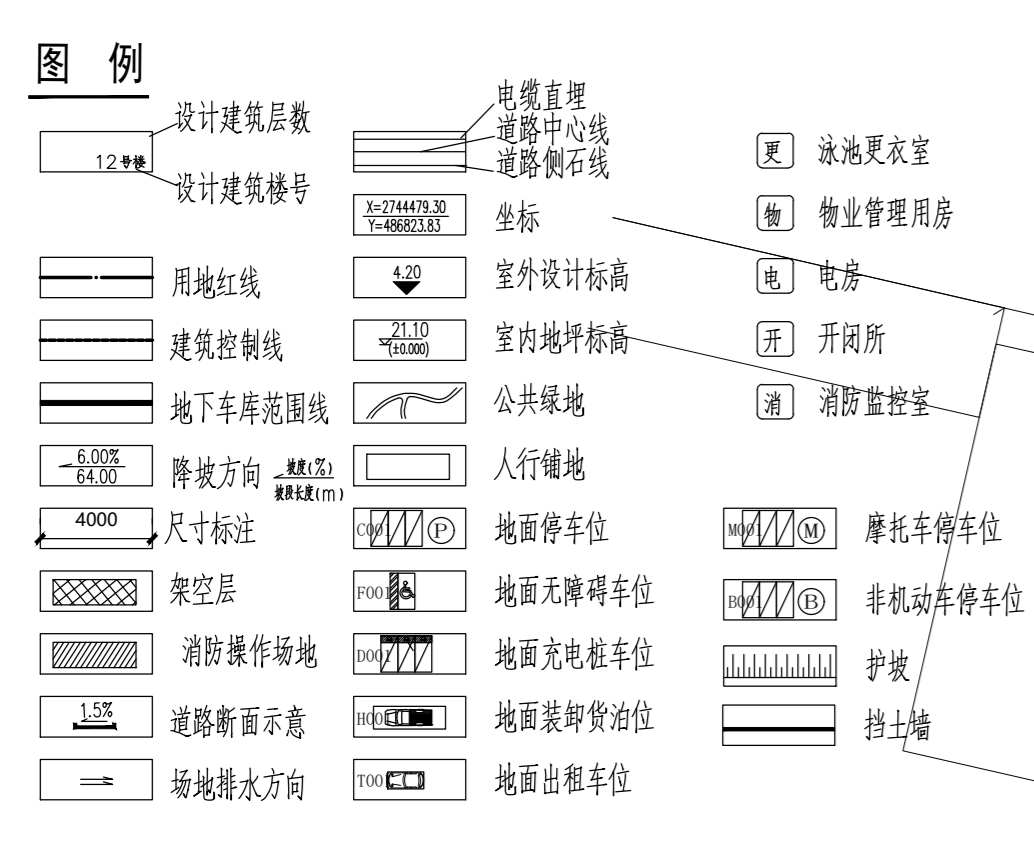 图 例
设计建筑层数
12号楼
设计建筑楼号
用地红线
建筑控制线
地下车库范围线
6.00%
64.00
降坡方向
坡度(%)
坡段长度(m)
4000
尺寸标注
架空层
消防操作场地
1.5%
道路断面示意
场地排水方向
电缆直埋
道路中心线
道路侧石线
X=2744479.30
Y=486823.83
坐标
4.20
室外设计标高
21.10
(±0.000)
室内地坪标高
公共绿地
人行铺地
C001 P
地面停车位
F001
地面无障碍车位
D001
地面充电桩车位
H00
地面装卸货泊位
T00
地面出租车位
更 泳池更衣室
物 物业管理用房
电 电房
开 开闭所
消 消防监控室
M001 M
摩托车停车位
B001 B
非机动车停车位
护坡
挡土墙